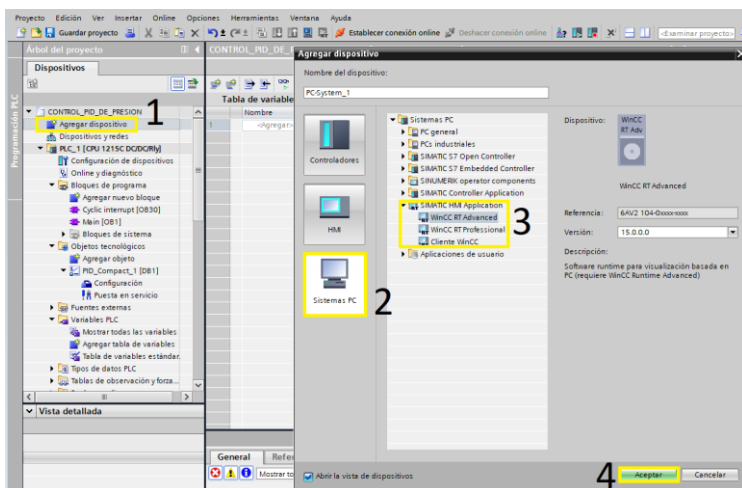 Proyecto Edición Ver Insertar Online Opciones Herramientas Ventana Ayuda
Guardar proyecto Establecer conexión online Deshacer conexión online <Examinar proyecto>
Árbol del proyecto
Dispositivos
Programación PLC
CONTROL_PID_DE_PRESION
Agregar dispositivo
1
Dispositivos y redes
PLC_1 [CPU 1215C DC/DC/Rly]
Configuración de dispositivos
Online y diagnóstico
Bloques de programa
Agregar nuevo bloque
Cyclic interrupt [OB30]
Main [OB1]
Bloques de sistema
Objetos tecnológicos
Agregar objeto
PID_Compact_1 [DB1]
Configuración
Puesta en servicio
Fuentes externas
Variables PLC
Mostrar todas las variables
Agregar tabla de variables
Tabla de variables estándar
Tipos de datos PLC
Tablas de observación y forza...
Vista detallada
CONTROL_PID_DE_P
Tabla de variable
Nombre
1 <Agregar>
General Refe
Mostrar to
Agregar dispositivo
Nombre del dispositivo:
PC-System_1
Controladores
HMI
Sistemas PC
2
Sistemas PC
PC general
PCs industriales
SIMATIC S7 Open Controller
SIMATIC S7 Embedded Controller
SINUMERIK operator components
SIMATIC Controller Application
SIMATIC HMI Application
WinCC RT Advanced
WinCC RT Professional
Cliente WinCC
3
Aplicaciones de usuario
Dispositivo:
WinCC
RT Adv
WinCC RT Advanced
Referencia: 6AV2 104-0xxxx-xxxx
Versión: 15.0.0.0
Descripción:
Software runtime para visualización basada en
PC (requiere WinCC Runtime Advanced)
Abrir la vista de dispositivos
4
Aceptar Cancelar